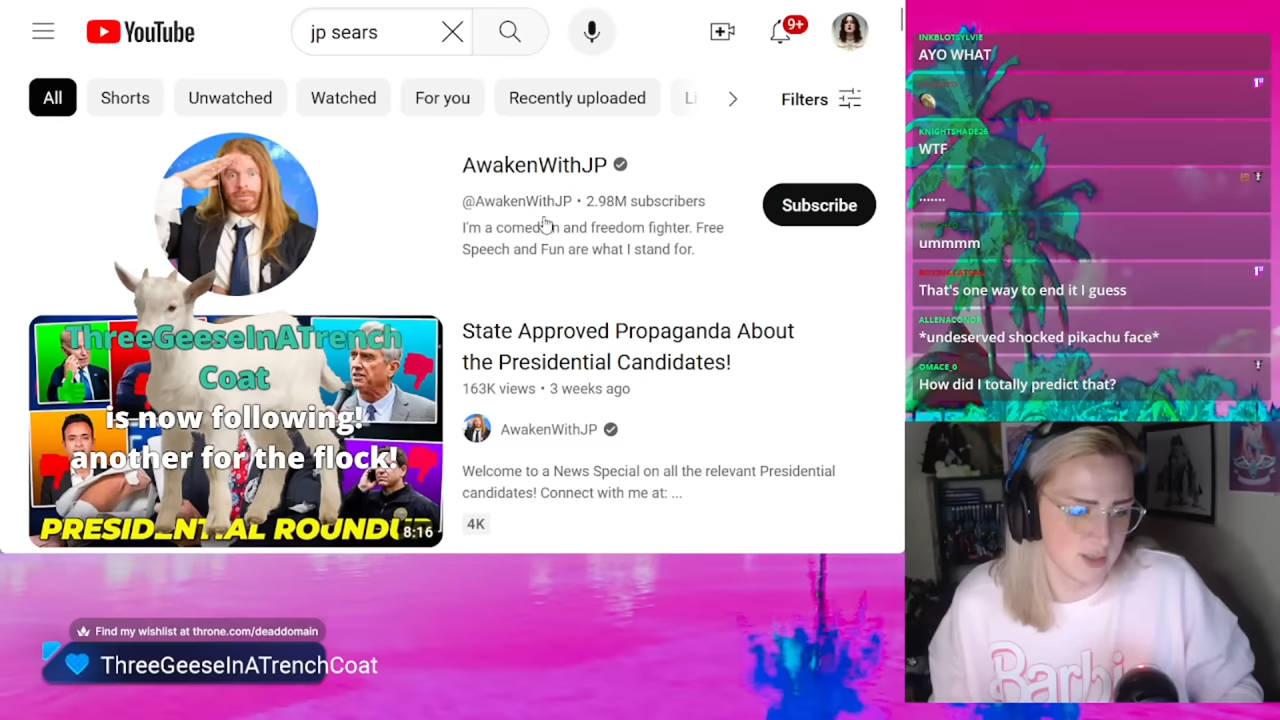 YouTube
jp sears
9+
All
Shorts
Unwatched
Watched
For you
Recently uploaded
Li
Filters
AwakenWithJP
@AwakenWithJP • 2.98M subscribers
I'm a comed n and freedom fighter. Free
Speech and Fun are what I stand for.
Subscribe
ThreeGeeseInATrench
Coat
is now following!
another for the flock!
PRESIDENTIAL ROUNDUP
8:16
State Approved Propaganda About
the Presidential Candidates!
163K views • 3 weeks ago
AwakenWithJP
Welcome to a News Special on all the relevant Presidential
candidates! Connect with me at: ...
4K
Find my wishlist at throne.com/deaddomain
ThreeGeeseInATrenchCoat
INKBLOTSYLVIE
AYO WHAT
KNIGHTSHADE26
WTF
.......
ummmm
That's one way to end it I guess
ALLENACONOR
*undeserved shocked pikachu face*
OMACE_0
How did I totally predict that?
Barbie